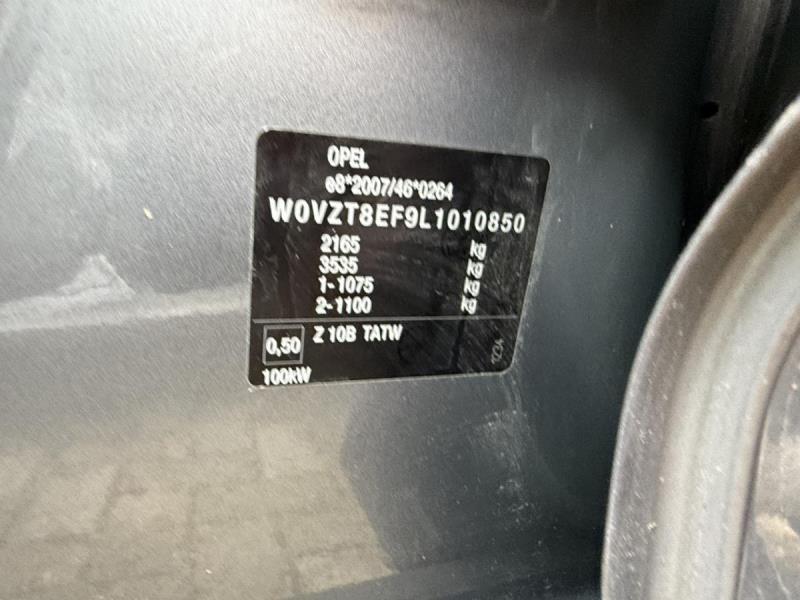 OPEL
e8*2007/46*0264
W0VZT8EF9L1010850
2165 kg
3535 kg
1-1075 kg
2-1100 kg
0,50 Z 10B TATW
1234
100kW